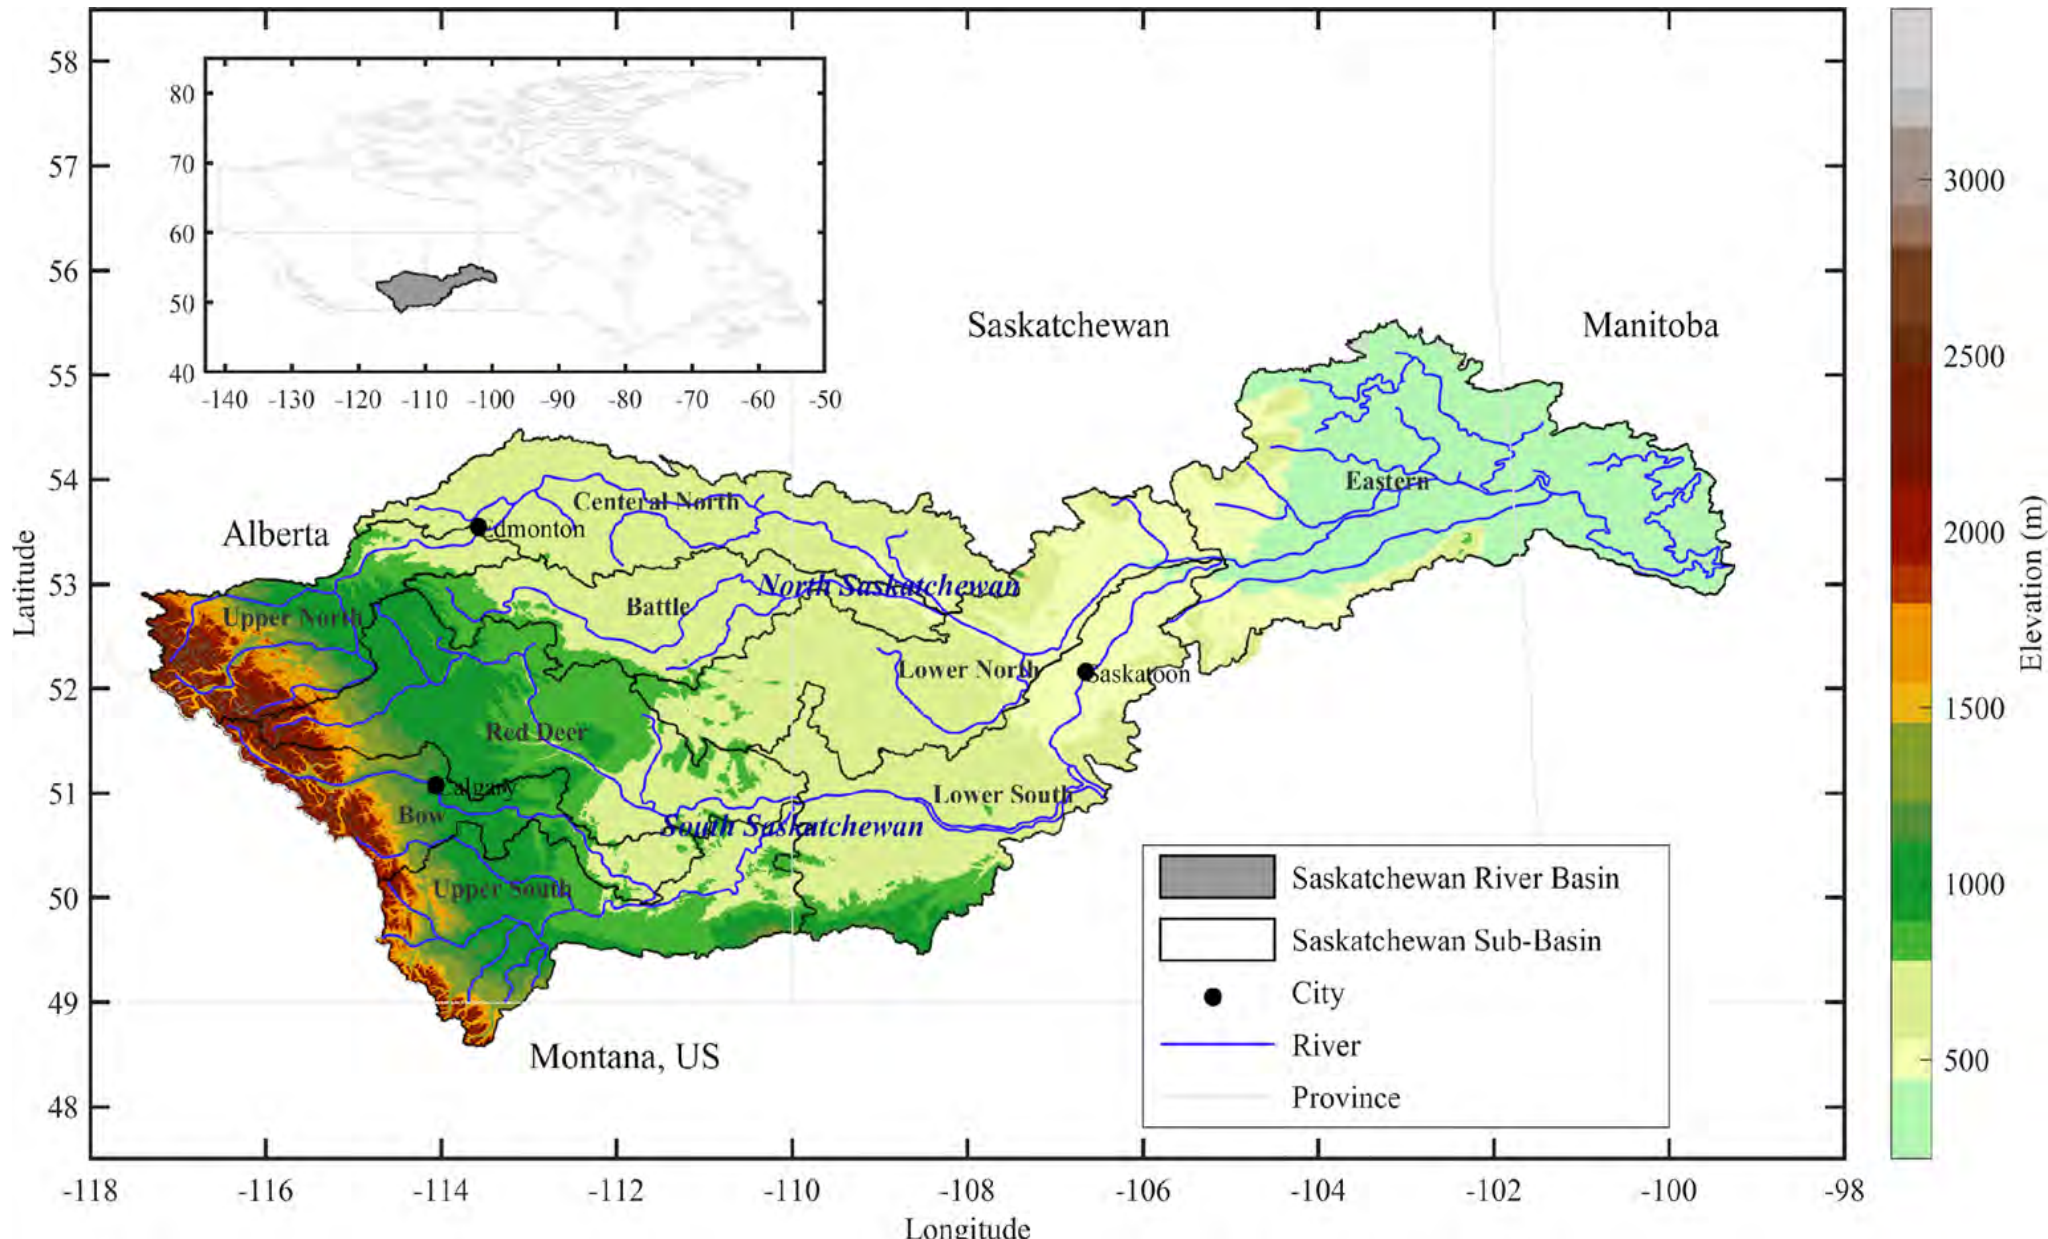 58
57
56
55
54
53
52
51
50
49
48
Latitude
80
70
60
50
40
-140 -130 -120 -110 -100 -90 -80 -70 -60 -50
Saskatchewan
Manitoba
Alberta
Montana, US
Centeral North
Edmonton
Eastern
North Saskatchewan
Battle
Upper North
Lower North
Saskatoon
Red Deer
Calgary
Lower South
Bow
South Saskatchewan
Upper South
Saskatchewan River Basin
Saskatchewan Sub-Basin
City
River
Province
-118 -116 -114 -112 -110 -108 -106 -104 -102 -100 -98
Longitude
3000
2500
2000
1500
1000
500
Elevation (m)